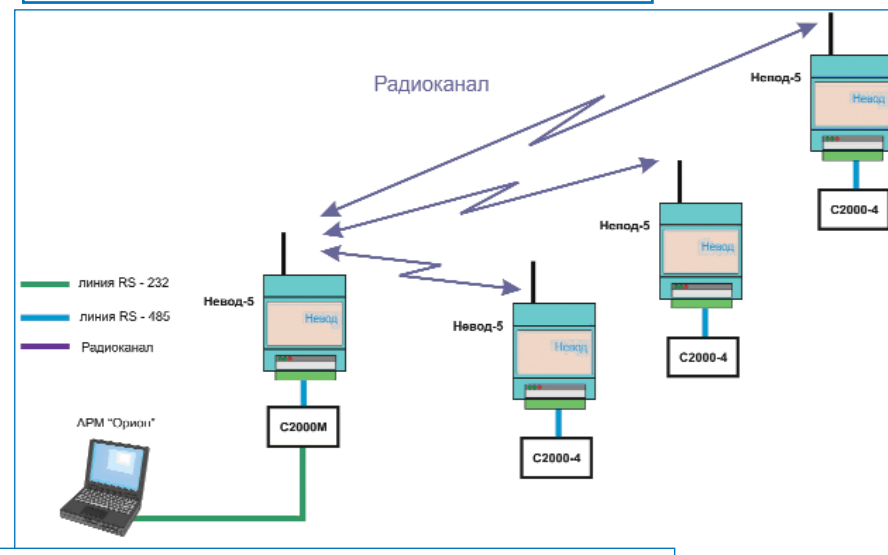 Радиоканал
Непод-5
Невод
С2000-4
Непод-5
Невод
С2000-4
линия RS - 232
линия RS - 485
Радиоканал
Невод-5
Невод
С2000М
Невод-5
Невод
С2000-4
АРМ “Орион”